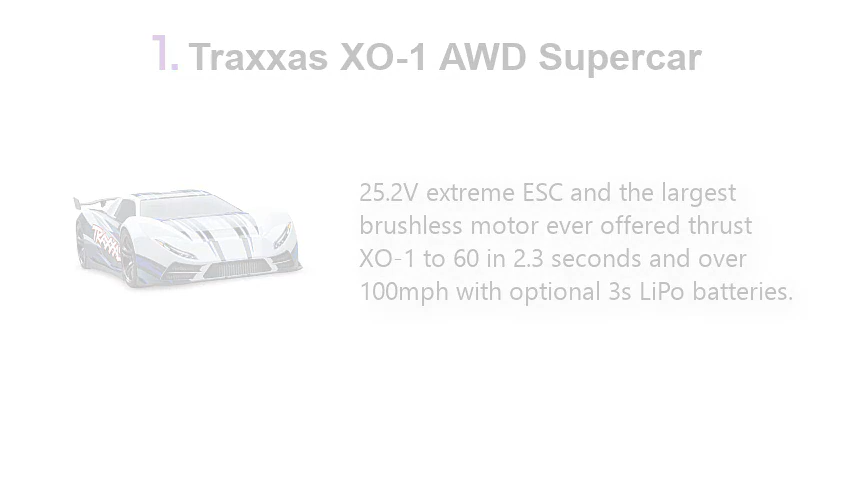 1. Traxxas XO-1 AWD Supercar
25.2V extreme ESC and the largest
brushless motor ever offered thrust
XO-1 to 60 in 2.3 seconds and over
100mph with optional 3s LiPo batteries.
TRAXXAS